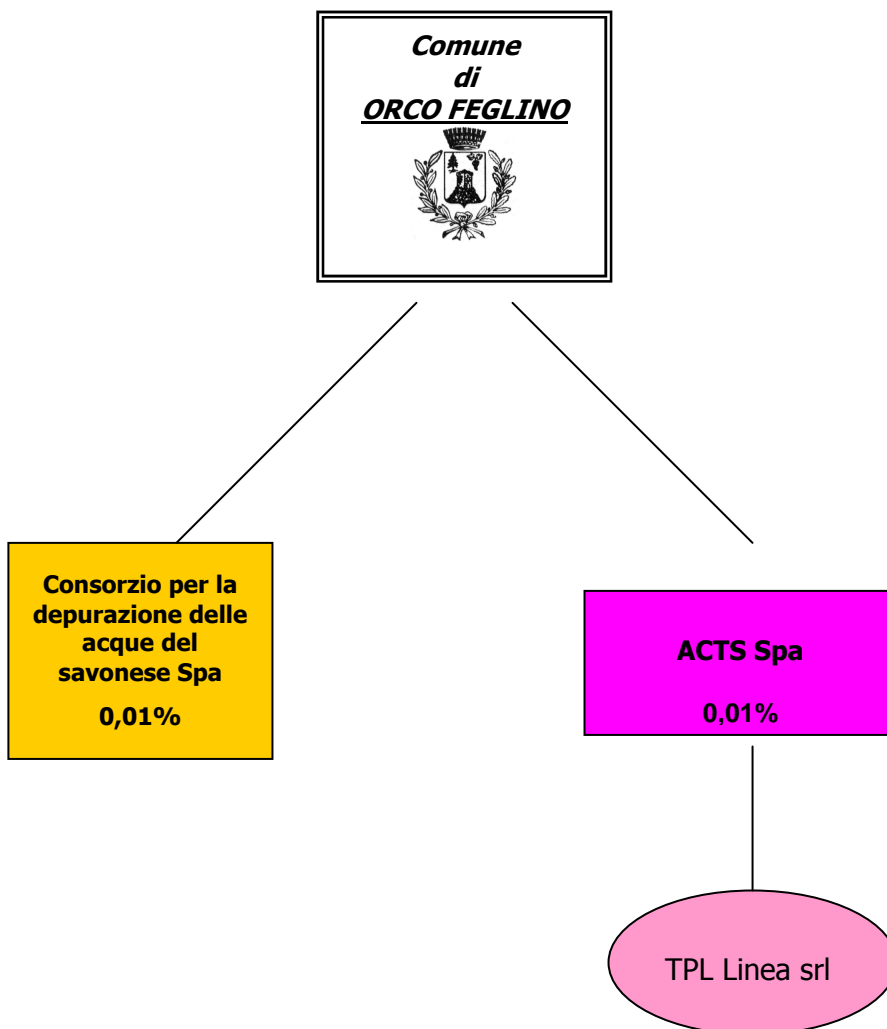 Comune
di
ORCO FEGLINO
Consorzio per la
depurazione delle
acque del
savonese Spa
0,01%
ACTS Spa
0,01%
TPL Linea srl